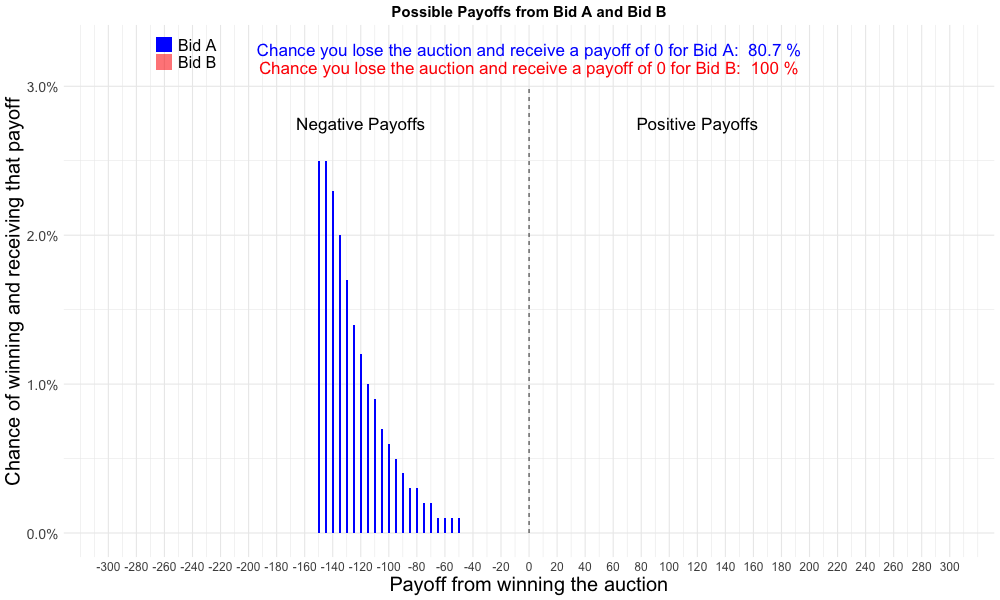 Possible Payoffs from Bid A and Bid B
Bid A
Bid B
Chance you lose the auction and receive a payoff of 0 for Bid A:  80.7 %
Chance you lose the auction and receive a payoff of 0 for Bid B:  100 %
Negative Payoffs
Positive Payoffs
Chance of winning and receiving that payoff
3.0%
2.0%
1.0%
0.0%
-300 -280 -260 -240 -220 -200 -180 -160 -140 -120 -100 -80 -60 -40 -20 0 20 40 60 80 100 120 140 160 180 200 220 240 260 280 300
Payoff from winning the auction